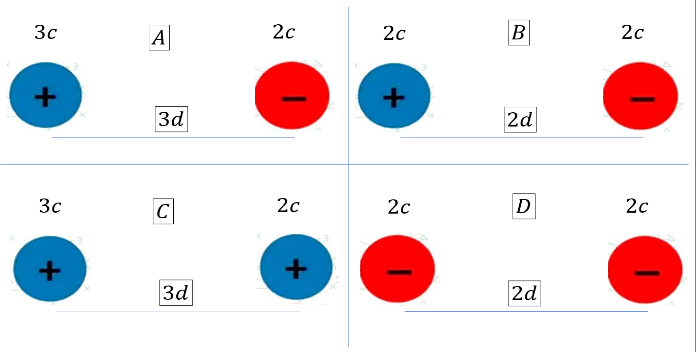 3c A 2c
+ −
3d
2c B 2c
+ −
2d
3c C 2c
+ +
3d
2c D 2c
− −
2d